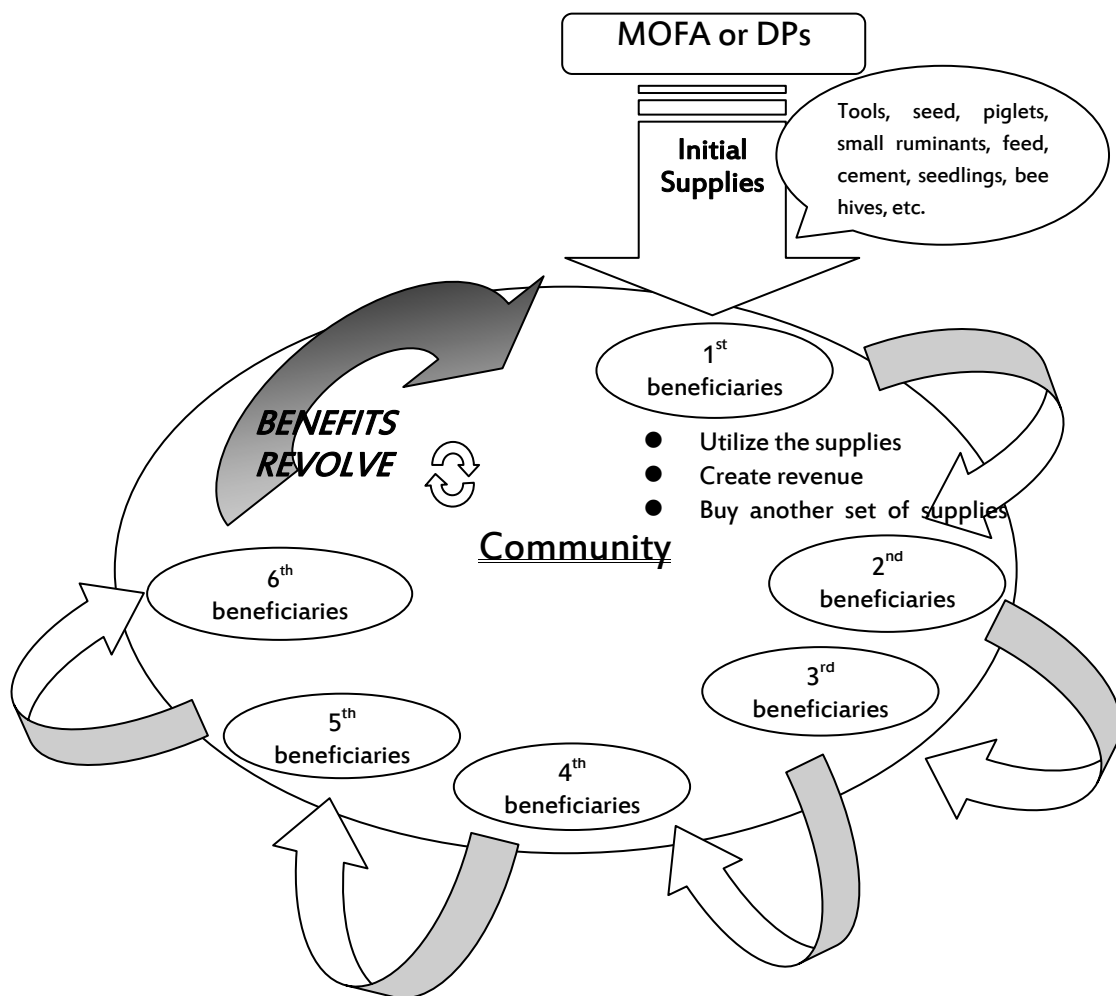 MOFA or DPs
Initial
Supplies
Tools, seed, piglets,
small ruminants, feed,
cement, seedlings, bee
hives, etc.
1st
beneficiaries
BENEFITS
REVOLVE
● Utilize the supplies
● Create revenue
● Buy another set of supplies
Community
2nd
beneficiaries
3rd
beneficiaries
4th
beneficiaries
5th
beneficiaries
6th
beneficiaries